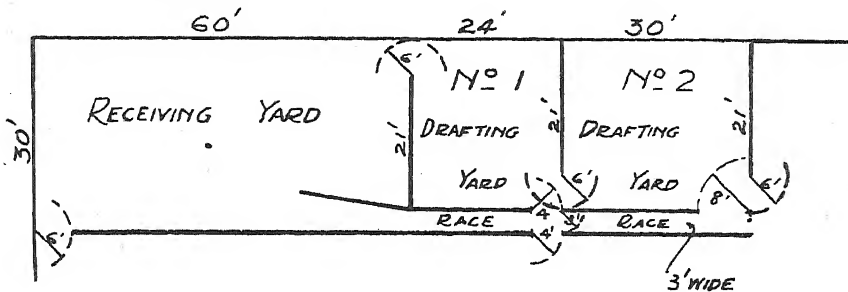 60' 24' 30'
6'
Nº 1 Nº 2
RECEIVING YARD
DRAFTING DRAFTING
30' 21' 21' 21'
YARD YARD
6' 8' 6'
4'
RACE RACE
6' 4' 3'
3' WIDE